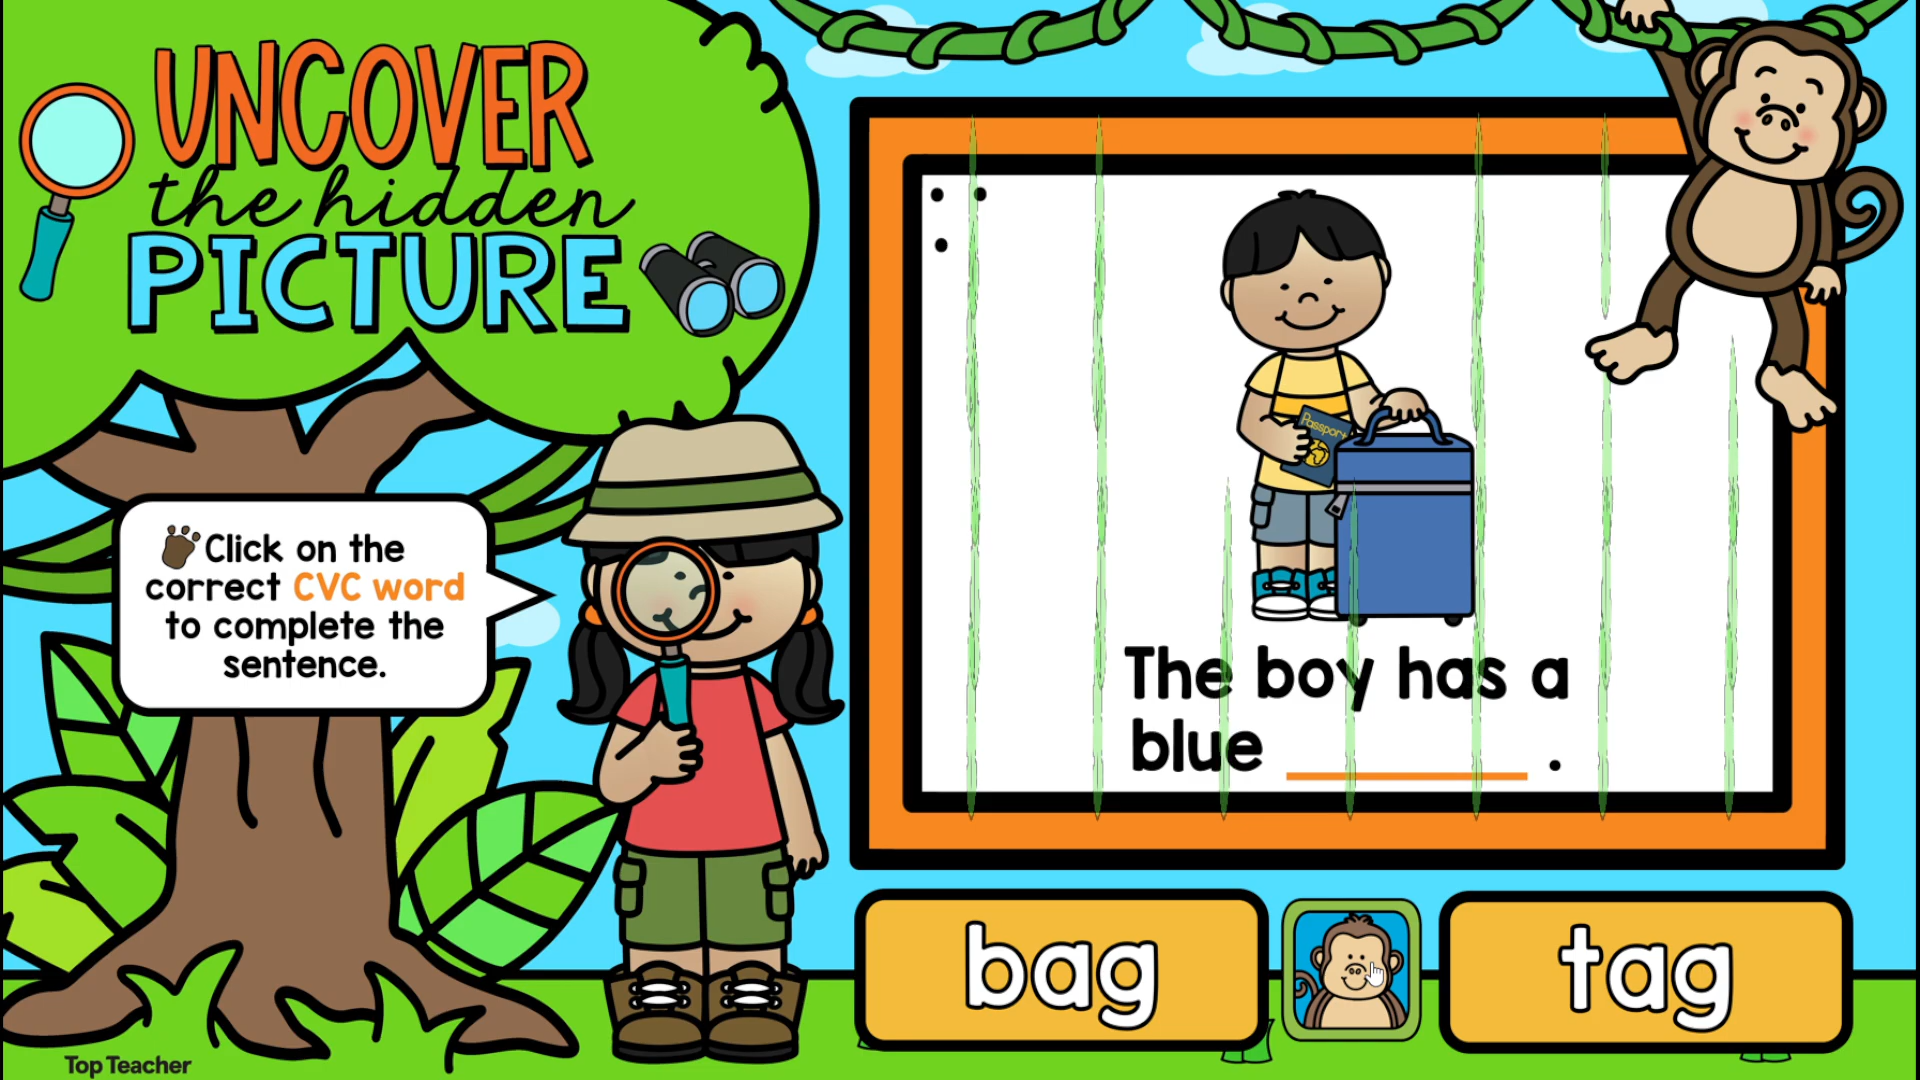 UNCOVER
the hidden
PICTURE
Click on the
correct CVC word
to complete the
sentence.
Passport
The boy has a
blue ________ .
bag
tag
Top Teacher